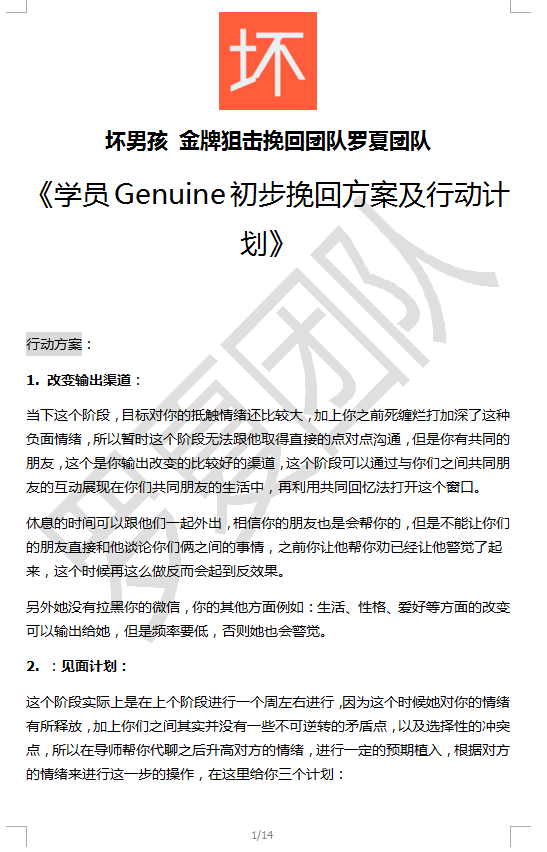 坏
坏男孩 金牌狙击挽回团队罗夏团队
《学员Genuine初步挽回方案及行动计
划》
行动方案：
1. 改变输出渠道：
当下这个阶段，目标对你的抵触情绪还比较大，加上你之前死缠烂打加深了这种
负面情绪，所以暂时这个阶段无法跟他取得直接的点对点沟通，但是你有共同的
朋友，这个是你输出改变的比较好的渠道，这个阶段可以通过与你们之间共同朋
友的互动展现在你们共同朋友的生活中，再利用共同回忆法打开这个窗口。
休息的时间可以跟他们一起外出，相信你的朋友也是会帮你的，但是不能让你们
的朋友直接和他谈论你们俩之间的事情，之前你让他帮你劝已经让他警觉了起
来，这个时候再这么做反而会起到反效果。
另外她没有拉黑你的微信，你的其他方面例如：生活、性格、爱好等方面的改变
可以输出给她，但是频率要低，否则她也会警觉。
2. ：见面计划：
这个阶段实际上是在上个阶段进行一个周左右进行，因为这个时候她对你的情绪
有所释放，加上你们之间其实并没有一些不可逆转的矛盾点，以及选择性的冲突
点，所以在导师帮你代聊之后升高对方的情绪，进行一定的预期植入，根据对方
的情绪来进行这一步的操作，在这里给你三个计划：
罗夏团队
1/14